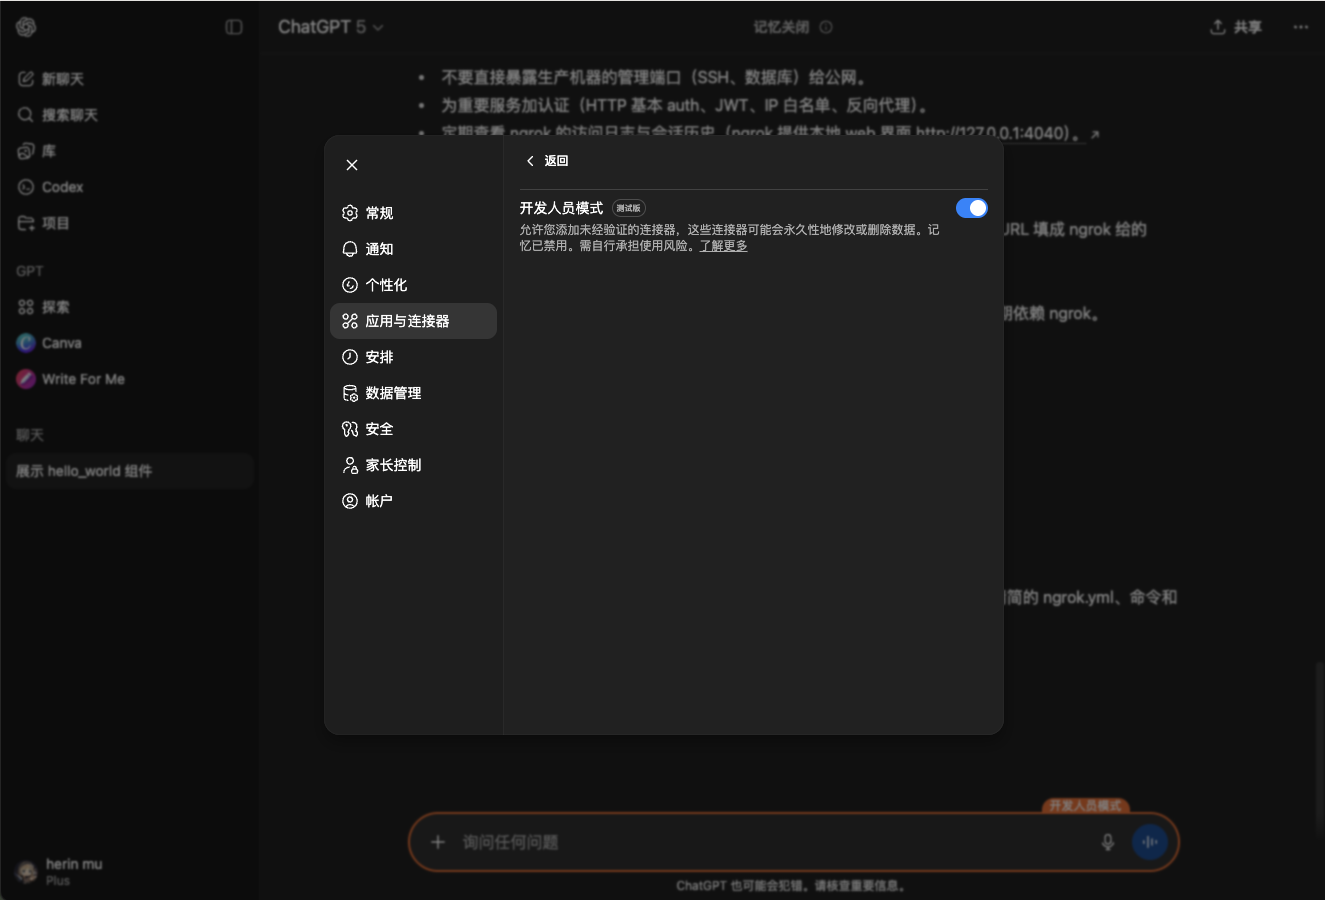 ChatGPT 5
记忆关闭
共享
新聊天
搜索聊天
库
Codex
项目
GPT
探索
Canva
Write For Me
聊天
展示 hello_world 组件
herin mu
Plus
不要直接暴露生产机器的管理端口（SSH、数据库）给公网。
为重要服务加认证（HTTP 基本 auth、JWT、IP 白名单、反向代理）。
定期查看 ngrok 的访问日志与会话历史（ngrok 提供本地 web 界面 http://127.0.0.1:4040）。
URL 填成 ngrok 给的
期依赖 ngrok。
简的 ngrok.yml、命令和
常规
通知
个性化
应用与连接器
安排
数据管理
安全
家长控制
帐户
返回
开发人员模式 测试版
允许您添加未经验证的连接器，这些连接器可能会永久性地修改或删除数据。记
忆已禁用。需自行承担使用风险。了解更多
开发人员模式
询问任何问题
ChatGPT 也可能会犯错。请核查重要信息。